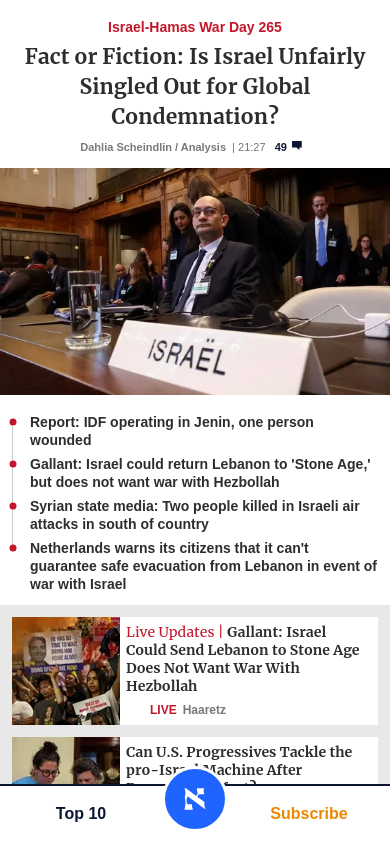 Israel-Hamas War Day 265
Fact or Fiction: Is Israel Unfairly
Singled Out for Global
Condemnation?
Dahlia Scheindlin / Analysis | 21:27 49
ISRAËL
Report: IDF operating in Jenin, one person
wounded
Gallant: Israel could return Lebanon to 'Stone Age,'
but does not want war with Hezbollah
Syrian state media: Two people killed in Israeli air
attacks in south of country
Netherlands warns its citizens that it can't
guarantee safe evacuation from Lebanon in event of
war with Israel
Live Updates | Gallant: Israel
Could Send Lebanon to Stone Age
Does Not Want War With
Hezbollah
LIVE Haaretz
Can U.S. Progressives Tackle the
Machine After
Top 10
Subscribe